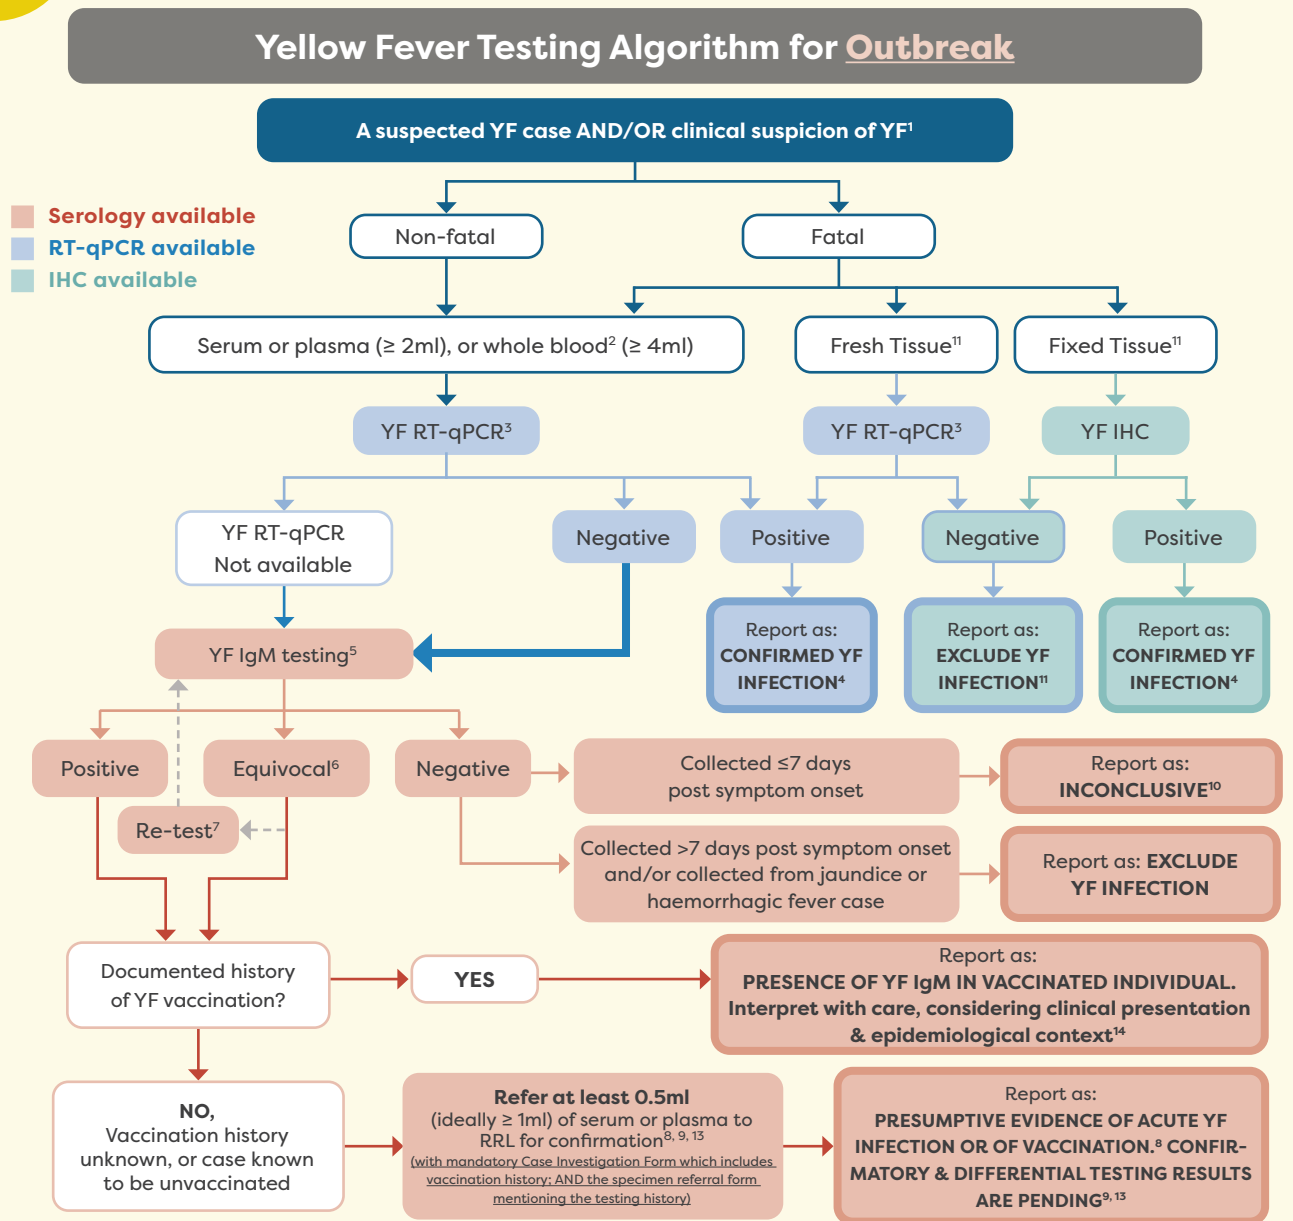 Yellow Fever Testing Algorithm for Outbreak
A suspected YF case AND/OR clinical suspicion of YF¹
Serology available
RT-qPCR available
IHC available
Non-fatal
Fatal
Serum or plasma (≥ 2ml), or whole blood² (≥ 4ml)
Fresh Tissue¹¹
Fixed Tissue¹¹
YF RT-qPCR³
YF RT-qPCR³
YF IHC
YF RT-qPCR
Not available
Negative
Positive
Negative
Positive
Report as:
CONFIRMED YF
INFECTION⁴
Report as:
EXCLUDE YF
INFECTION¹¹
Report as:
CONFIRMED YF
INFECTION⁴
YF IgM testing⁵
Positive
Equivocal⁶
Negative
Re-test⁷
Collected ≤7 days
post symptom onset
Report as:
INCONCLUSIVE¹⁰
Collected >7 days post symptom onset
and/or collected from jaundice or
haemorrhagic fever case
Report as: EXCLUDE
YF INFECTION
Documented history
of YF vaccination?
YES
Report as:
PRESENCE OF YF IgM IN VACCINATED INDIVIDUAL.
Interpret with care, considering clinical presentation
& epidemiological context¹⁴
NO,
Vaccination history
unknown, or case known
to be unvaccinated
Refer at least 0.5ml
(ideally ≥ 1ml) of serum or plasma to
RRL for confirmation⁸, ⁹, ¹³
(with mandatory Case Investigation Form which includes
vaccination history; AND the specimen referral form
mentioning the testing history)
Report as:
PRESUMPTIVE EVIDENCE OF ACUTE YF
INFECTION OR OF VACCINATION.⁸ CONFIR-
MATORY & DIFFERENTIAL TESTING RESULTS
ARE PENDING⁹, ¹³